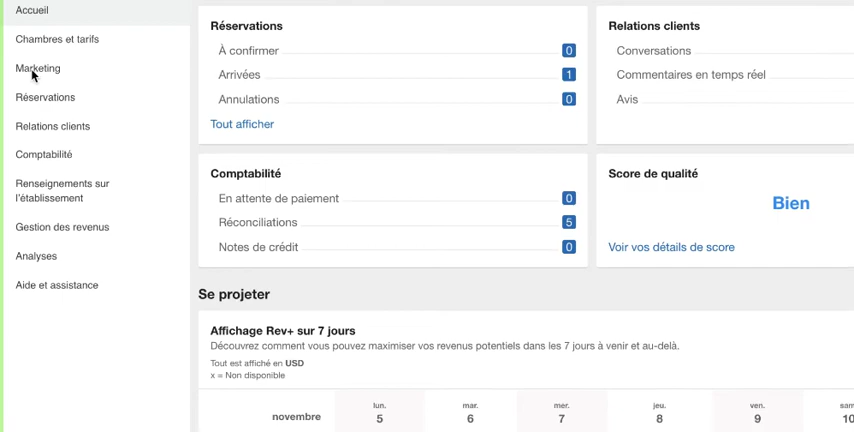 Accueil
Chambres et tarifs
Marketing
Réservations
Relations clients
Comptabilité
Renseignements sur
l'établissement
Gestion des revenus
Analyses
Aide et assistance
Réservations
À confirmer 0
Arrivées 1
Annulations 0
Tout afficher
Relations clients
Conversations
Commentaires en temps réel
Avis
Comptabilité
En attente de paiement 0
Réconciliations 5
Notes de crédit 0
Score de qualité
Bien
Voir vos détails de score
Se projeter
Affichage Rev+ sur 7 jours
Découvrez comment vous pouvez maximiser vos revenus potentiels dans les 7 jours à venir et au-delà.
Tout est affiché en USD
x = Non disponible
lun. mar. mer. jeu. ven. sam
novembre 5 6 7 8 9 10